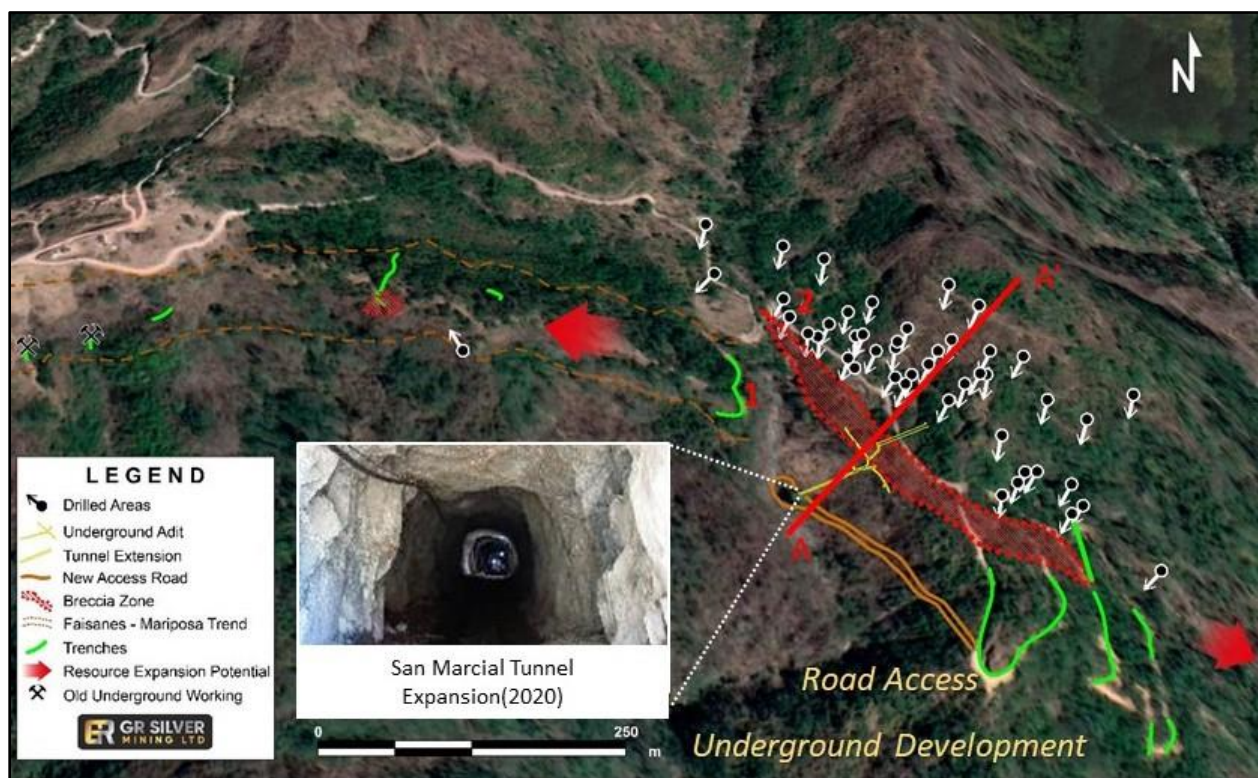 N
A'
2
1
A
LEGEND
Drilled Areas
Underground Adit
Tunnel Extension
New Access Road
Breccia Zone
Faisanes - Mariposa Trend
Trenches
Resource Expansion Potential
Old Underground Working
GR SILVER
MINING LTD
San Marcial Tunnel
Expansion(2020)
Road Access
Underground Development
0
250
m